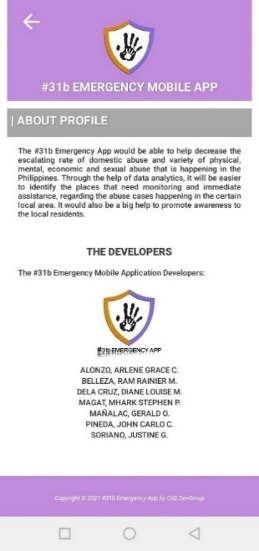 #31b EMERGENCY MOBILE APP
| ABOUT PROFILE
The #31b Emergency App would be able to help decrease the
escalating rate of domestic abuse and variety of physical,
mental, economic and sexual abuse that is happening in the
Philippines. Through the help of data analytics, it will be easier
to identify the places that need monitoring and immediate
assistance, regarding the abuse cases happening in the certain
local area. It would also be a big help to promote awareness to
the local residents.
THE DEVELOPERS
The #31b Emergency Mobile Application Developers:
#31b EMERGENCY APP
ALONZO, ARLENE GRACE C.
BELLEZA, RAM RAINIER M.
DELA CRUZ, DIANE LOUISE M.
MAGAT, MHARK STEPHEN P.
MAÑALAC, GERALD O.
PINEDA, JOHN CARLO C.
SORIANO, JUSTINE G.
Copyright © 2021 #31b Emergency App by CS2 DevGroup